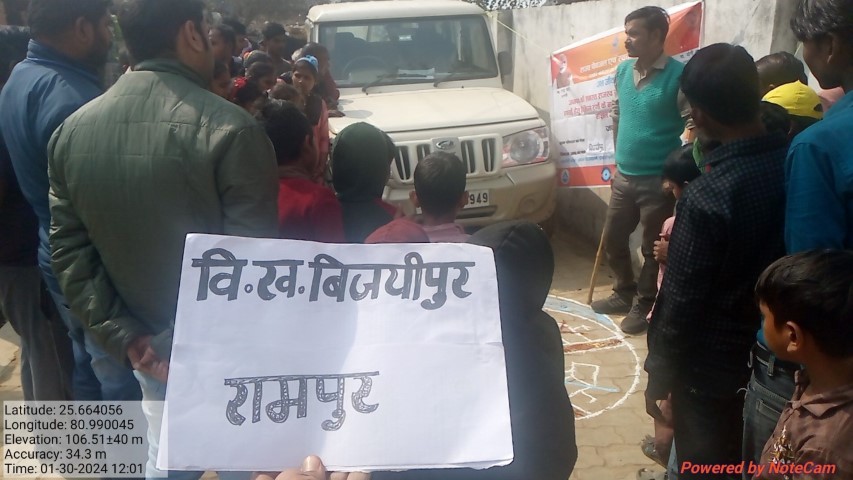 वि॰ख॰बिजयीपुर
रामपुर
949
Latitude: 25.664056
Longitude: 80.990045
Elevation: 106.51±40 m
Accuracy: 34.3 m
Time: 01-30-2024 12:01
Powered by NoteCam